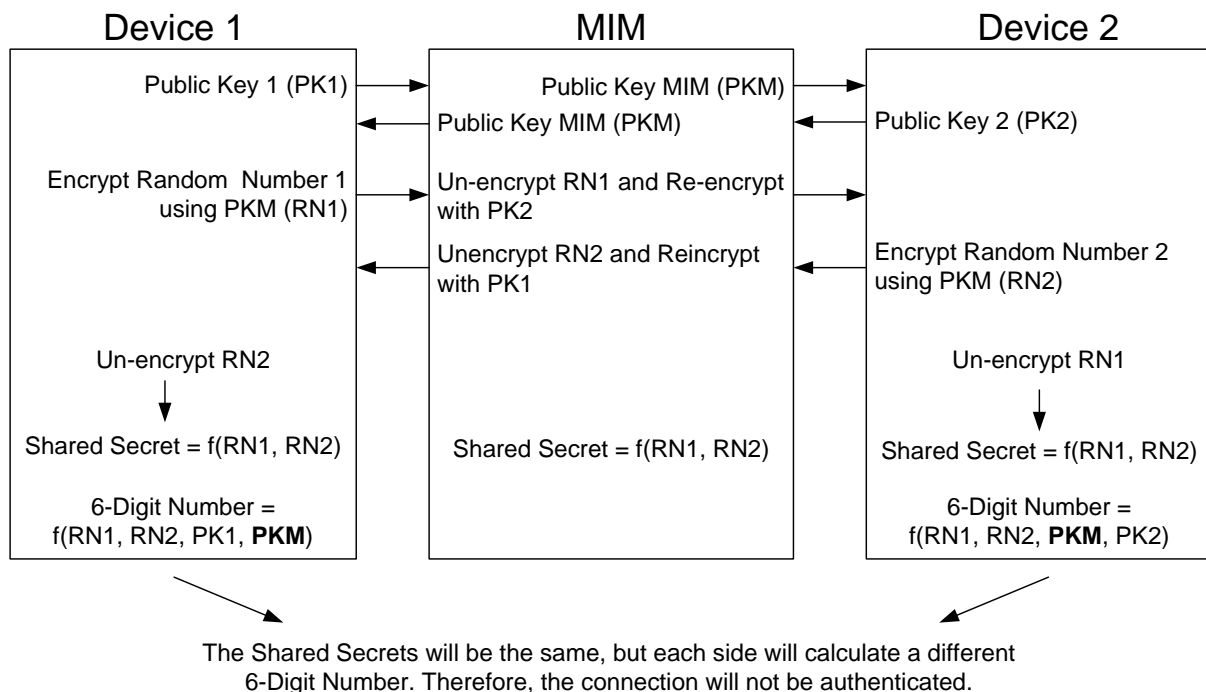 Device 1
MIM
Device 2
Public Key 1 (PK1)
Public Key MIM (PKM)
Public Key MIM (PKM)
Public Key 2 (PK2)
Encrypt Random  Number 1
using PKM (RN1)
Un-encrypt RN1 and Re-encrypt
with PK2
Unencrypt RN2 and Reincrypt
with PK1
Encrypt Random Number 2
using PKM (RN2)
Un-encrypt RN2
Un-encrypt RN1
Shared Secret = f(RN1, RN2)
Shared Secret = f(RN1, RN2)
Shared Secret = f(RN1, RN2)
6-Digit Number =
f(RN1, RN2, PK1, PKM)
6-Digit Number =
f(RN1, RN2, PKM, PK2)
The Shared Secrets will be the same, but each side will calculate a different
6-Digit Number. Therefore, the connection will not be authenticated.